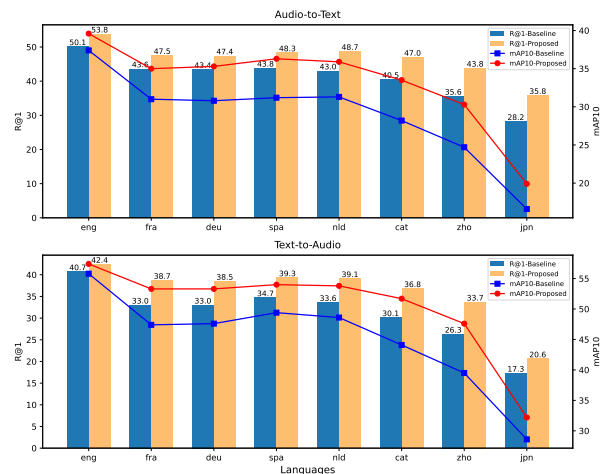 Audio-to-Text
50.1 53.8 43.6 47.5 43.4 47.4 43.8 48.3 43.0 48.7 40.5 47.0 35.6 43.8 28.2 35.8
R@1-Baseline
R@1-Proposed
mAP10-Baseline
mAP10-Proposed
50
40
30
20
10
0
R@1
40
35
30
25
20
mAP10
eng fra deu spa nld cat zho jpn
Text-to-Audio
40.7 42.4 33.0 38.7 33.0 38.5 34.7 39.3 33.6 39.1 30.1 36.8 26.3 33.7 17.3 20.6
R@1-Baseline
R@1-Proposed
mAP10-Baseline
mAP10-Proposed
40
35
30
25
20
15
10
5
0
R@1
55
50
45
40
35
30
mAP10
eng fra deu spa nld cat zho jpn
Languages